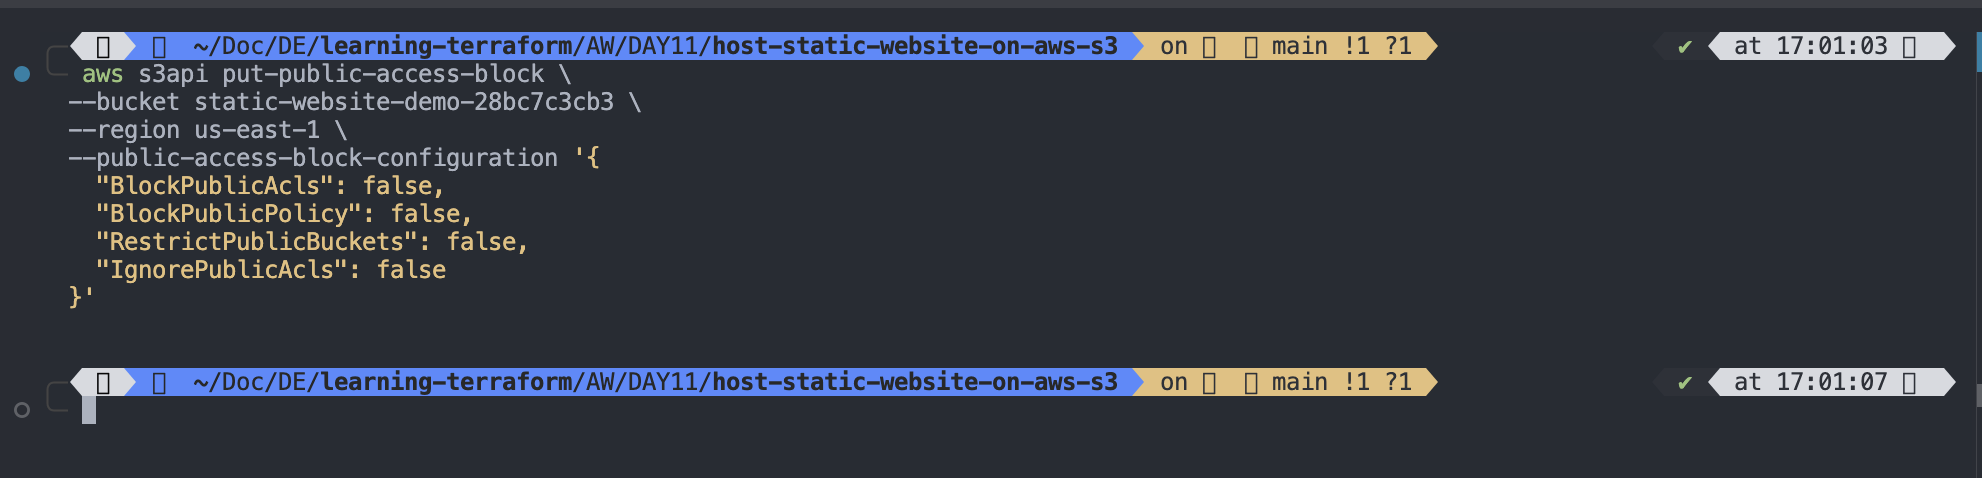 ~/Doc/DE/learning-terraform/AW/DAY11/host-static-website-on-aws-s3 on main !1 ?1 ✔ at 17:01:03
aws s3api put-public-access-block \
--bucket static-website-demo-28bc7c3cb3 \
--region us-east-1 \
--public-access-block-configuration '{
  "BlockPublicAcls": false,
  "BlockPublicPolicy": false,
  "RestrictPublicBuckets": false,
  "IgnorePublicAcls": false
}'
~/Doc/DE/learning-terraform/AW/DAY11/host-static-website-on-aws-s3 on main !1 ?1 ✔ at 17:01:07